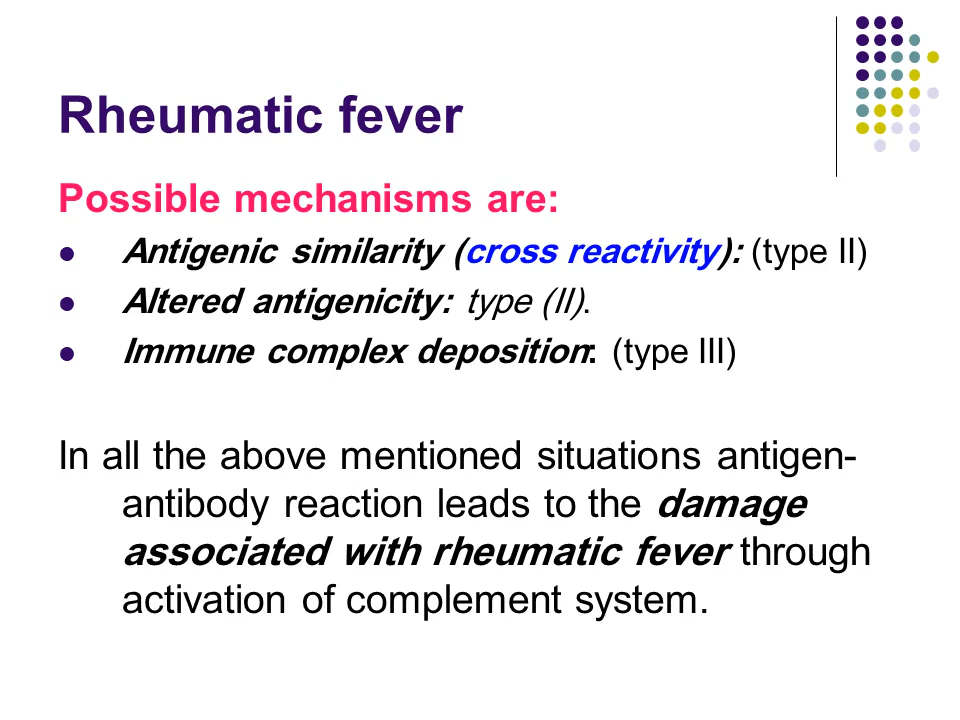 Rheumatic fever
Possible mechanisms are:
● Antigenic similarity (cross reactivity): (type II)
● Altered antigenicity: type (II).
● Immune complex deposition: (type III)
In all the above mentioned situations antigen-
antibody reaction leads to the damage
associated with rheumatic fever through
activation of complement system.